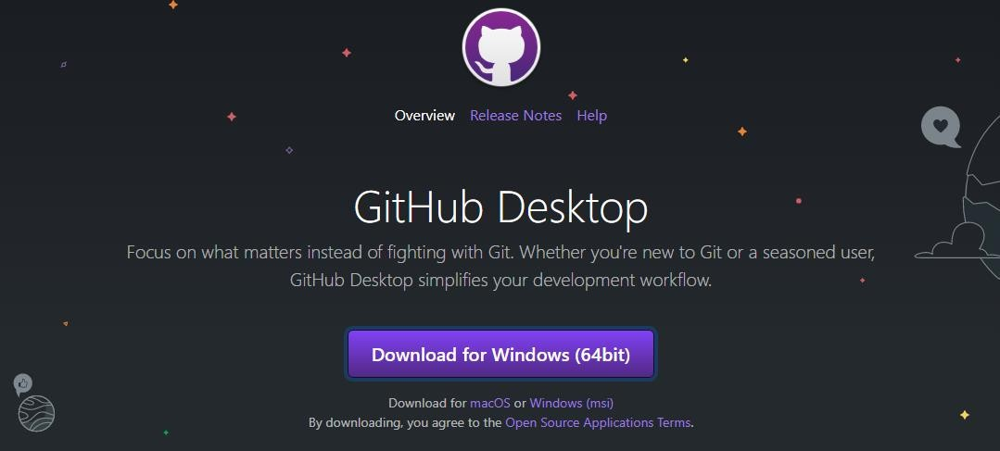 Overview Release Notes Help
GitHub Desktop
Focus on what matters instead of fighting with Git. Whether you're new to Git or a seasoned user,
GitHub Desktop simplifies your development workflow.
Download for Windows (64bit)
Download for macOS or Windows (msi)
By downloading, you agree to the Open Source Applications Terms.